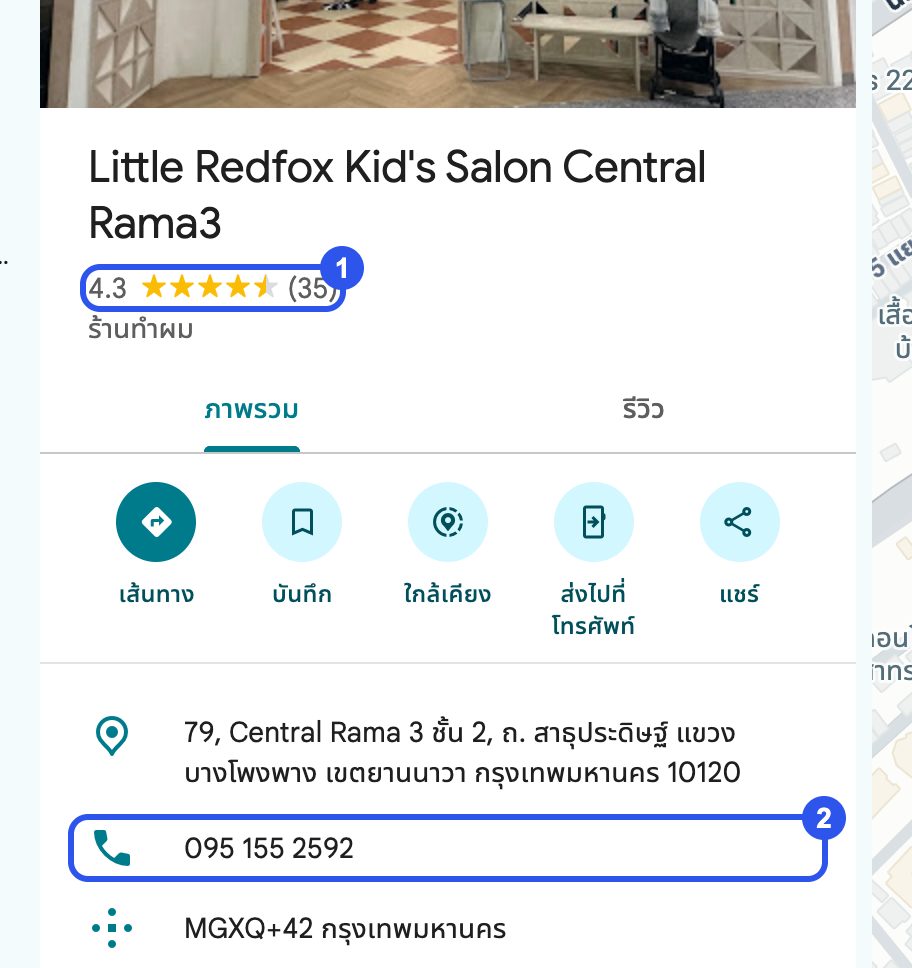 Little Redfox Kid's Salon Central
Rama3
1
4.3 (35)
ร้านทำผม
ภาพรวม
รีวิว
เส้นทาง
บันทึก
ใกล้เคียง
ส่งไปที่
โทรศัพท์
แชร์
79, Central Rama 3 ชั้น 2, ถ. สาธุประดิษฐ์ แขวง
บางโพงพาง เขตยานนาวา กรุงเทพมหานคร 10120
2
095 155 2592
MGXQ+42 กรุงเทพมหานคร
22